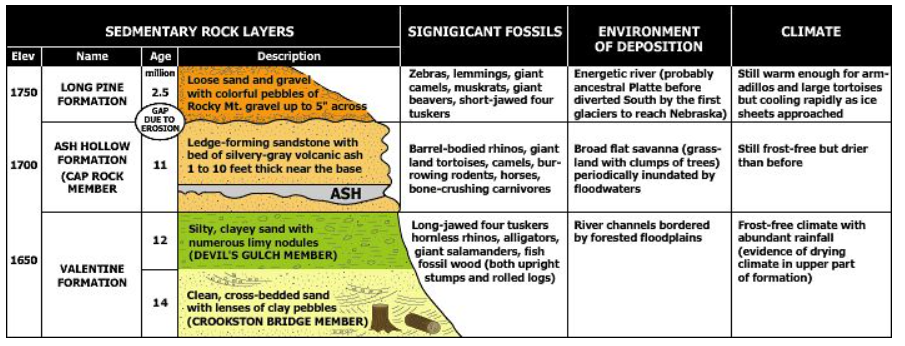 SEDMENTARY ROCK LAYERS
SIGNIGICANT FOSSILS
ENVIRONMENT
OF DEPOSITION
CLIMATE
Elev
Name
Age
Description
1750
LONG PINE
FORMATION
million
2.5
GAP
DUE TO
EROSION
Loose sand and gravel
with colorful pebbles of
Rocky Mt. gravel up to 5" across
Zebras, lemmings, giant
camels, muskrats, giant
beavers, short-jawed four
tuskers
Energetic river (probably
ancestral Platte before
diverted South by the first
glaciers to reach Nebraska)
Still warm enough for arm-
adillos and large tortoises
but cooling rapidly as ice
sheets approached
1700
ASH HOLLOW
FORMATION
(CAP ROCK
MEMBER
11
Ledge-forming sandstone with
bed of silvery-gray volcanic ash
1 to 10 feet thick near the base
ASH
Barrel-bodied rhinos, giant
land tortoises, camels, bur-
rowing rodents, horses,
bone-crushing carnivores
Broad flat savanna (grass-
land with clumps of trees)
periodically inundated by
floodwaters
Still frost-free but drier
than before
1650
VALENTINE
FORMATION
12
Silty, clayey sand with
numerous limy nodules
(DEVIL'S GULCH MEMBER)
14
Clean, cross-bedded sand
with lenses of clay pebbles
(CROOKSTON BRIDGE MEMBER)
Long-jawed four tuskers
hornless rhinos, alligators,
giant salamanders, fish
fossil wood (both upright
stumps and rolled logs)
River channels bordered
by forested floodplains
Frost-free climate with
abundant rainfall
(evidence of drying
climate in upper part
of formation)